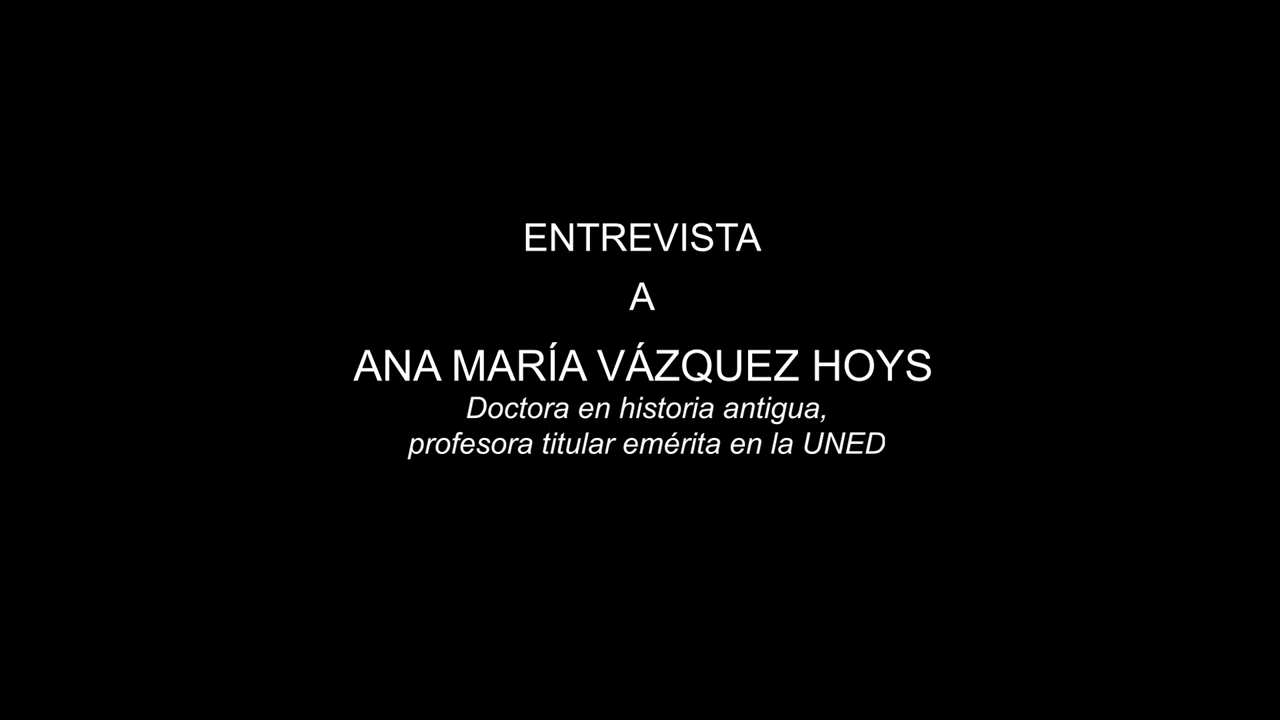 ENTREVISTA
A
ANA MARÍA VÁZQUEZ HOYS
Doctora en historia antigua,
profesora titular emérita en la UNED